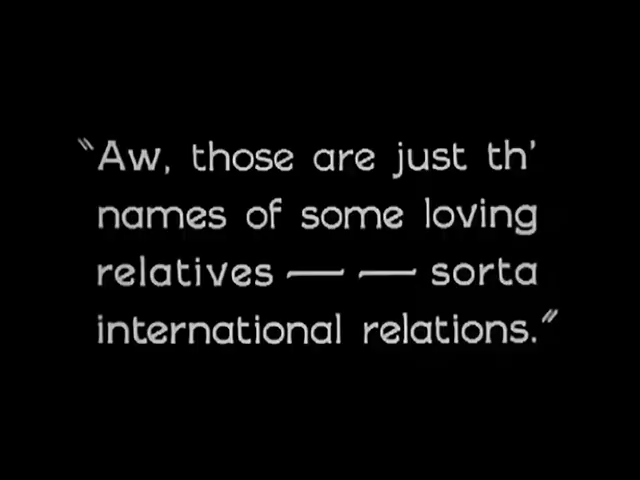 "Aw, those are just th'
names of some loving
relatives — — sorta
international relations."